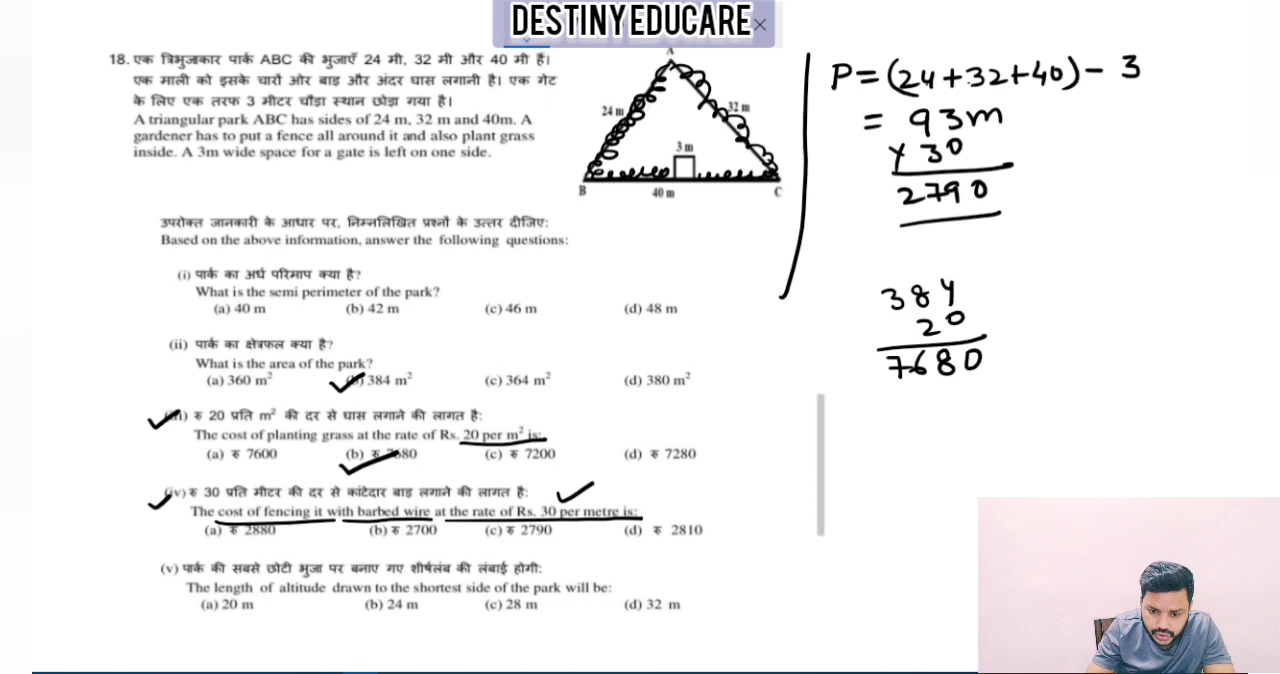 DESTINY EDUCARE
18. एक त्रिभुजाकार पार्क ABC की भुजाएँ 24 मी, 32 मी और 40 मी हैं।
एक माली को इसके चारों ओर बाड़ और अंदर घास लगानी है। एक गेट
के लिए एक तरफ 3 मीटर चौड़ा स्थान छोड़ा गया है।
A triangular park ABC has sides of 24 m, 32 m and 40m. A
gardener has to put a fence all around it and also plant grass
inside. A 3m wide space for a gate is left on one side.
A
24 m
32 m
3 m
B
40 m
C
उपरोक्त जानकारी के आधार पर, निम्नलिखित प्रश्नों के उत्तर दीजिए:
Based on the above information, answer the following questions:
(i) पार्क का अर्ध परिमाप क्या है?
What is the semi perimeter of the park?
(a) 40 m (b) 42 m (c) 46 m (d) 48 m
(ii) पार्क का क्षेत्रफल क्या है?
What is the area of the park?
(a) 360 m² 384 m² (c) 364 m² (d) 380 m²
रु 20 प्रति m² की दर से घास लगाने की लागत है:
The cost of planting grass at the rate of Rs. 20 per m² is:
(a) रु 7600 (b) रु 7680 (c) रु 7200 (d) रु 7280
(iv) रु 30 प्रति मीटर की दर से कांटेदार बाड़ लगाने की लागत है:
The cost of fencing it with barbed wire at the rate of Rs. 30 per metre is:
(a) रु 2880 (b) रु 2700 (c) रु 2790 (d) रु 2810
(v) पार्क की सबसे छोटी भुजा पर बनाए गए शीर्षलंब की लंबाई होगी:
The length of altitude drawn to the shortest side of the park will be:
(a) 20 m (b) 24 m (c) 28 m (d) 32 m
P = (24+32+40) - 3
= 93m
× 30
2790
384
20
7680